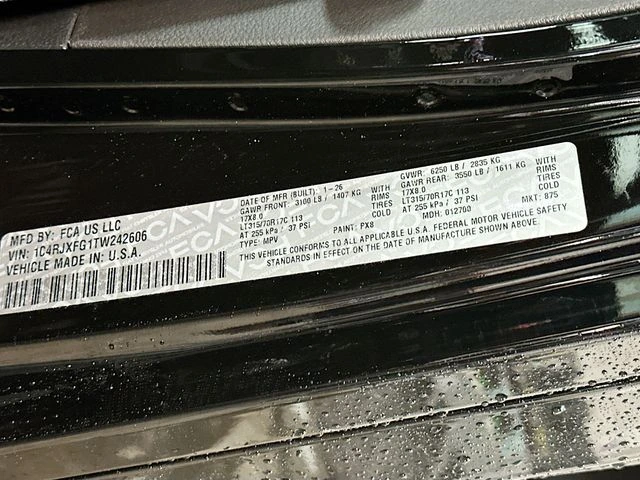 MFD BY: FCA US LLC
VIN: 1C4RJXFG1TW242606
VEHICLE MADE IN: U.S.A.
DATE OF MFR (BUILT): 1-26
GAWR FRONT: 3100 LB / 1407 KG WITH
17X8.0 RIMS
LT315/70R17C 113 TIRES
AT 255 kPa / 37 PSI COLD
TYPE: MPV PAINT: PX8
GVWR: 6250 LB / 2835 KG
GAWR REAR: 3550 LB / 1611 KG WITH
17X8.0 RIMS
LT315/70R17C 113 TIRES
AT 255 kPa / 37 PSI COLD
MDH: 012700 MKT: 875
THIS VEHICLE CONFORMS TO ALL APPLICABLE U.S.A. FEDERAL MOTOR VEHICLE SAFETY
STANDARDS IN EFFECT ON THE DATE OF MANUFACTURE SHOWN ABOVE.